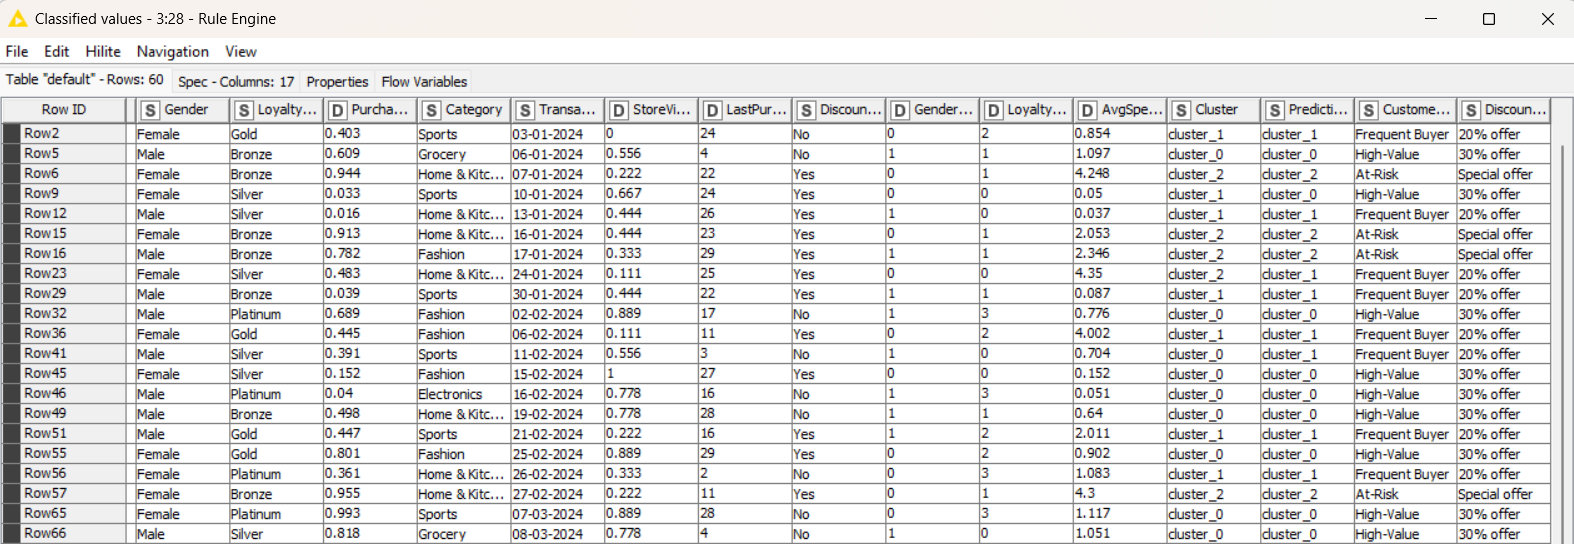 Classified values - 3:28 - Rule Engine
File Edit Hilite Navigation View
Table "default" - Rows: 60 Spec - Columns: 17 Properties Flow Variables
Row ID S Gender S Loyalty... D Purcha... S Category S Transa... D StoreVi... D LastPur... S Discoun... D Gender... D Loyalty... D AvgSpe... S Cluster S Predicti... S Custome... S Discoun...
Row2 Female Gold 0.403 Sports 03-01-2024 0 24 No 0 2 0.854 cluster_1 cluster_1 Frequent Buyer 20% offer
Row5 Male Bronze 0.609 Grocery 06-01-2024 0.556 4 No 1 1 1.097 cluster_0 cluster_0 High-Value 30% offer
Row6 Female Bronze 0.944 Home & Kitc... 07-01-2024 0.222 22 Yes 0 1 4.248 cluster_2 cluster_2 At-Risk Special offer
Row9 Female Silver 0.033 Sports 10-01-2024 0.667 24 Yes 0 0 0.05 cluster_1 cluster_0 High-Value 30% offer
Row12 Male Silver 0.016 Home & Kitc... 13-01-2024 0.444 26 Yes 1 0 0.037 cluster_1 cluster_1 Frequent Buyer 20% offer
Row15 Female Bronze 0.913 Home & Kitc... 16-01-2024 0.444 23 Yes 0 1 2.053 cluster_2 cluster_2 At-Risk Special offer
Row16 Male Bronze 0.782 Fashion 17-01-2024 0.333 29 Yes 1 1 2.346 cluster_2 cluster_2 At-Risk Special offer
Row23 Female Silver 0.483 Home & Kitc... 24-01-2024 0.111 25 Yes 0 0 4.35 cluster_2 cluster_1 Frequent Buyer 20% offer
Row29 Male Bronze 0.039 Sports 30-01-2024 0.444 22 Yes 1 1 0.087 cluster_1 cluster_1 Frequent Buyer 20% offer
Row32 Male Platinum 0.689 Fashion 02-02-2024 0.889 17 No 1 3 0.776 cluster_0 cluster_0 High-Value 30% offer
Row36 Female Gold 0.445 Fashion 06-02-2024 0.111 11 Yes 0 2 4.002 cluster_1 cluster_1 Frequent Buyer 20% offer
Row41 Male Silver 0.391 Sports 11-02-2024 0.556 3 No 1 0 0.704 cluster_0 cluster_1 Frequent Buyer 20% offer
Row45 Female Silver 0.152 Fashion 15-02-2024 1 27 Yes 0 0 0.152 cluster_0 cluster_0 High-Value 30% offer
Row46 Male Platinum 0.04 Electronics 16-02-2024 0.778 16 No 1 3 0.051 cluster_0 cluster_0 High-Value 30% offer
Row49 Male Bronze 0.498 Home & Kitc... 19-02-2024 0.778 28 No 1 1 0.64 cluster_0 cluster_0 High-Value 30% offer
Row51 Male Gold 0.447 Sports 21-02-2024 0.222 16 Yes 1 2 2.011 cluster_1 cluster_1 Frequent Buyer 20% offer
Row55 Female Gold 0.801 Fashion 25-02-2024 0.889 29 Yes 0 2 0.902 cluster_0 cluster_0 High-Value 30% offer
Row56 Female Platinum 0.361 Home & Kitc... 26-02-2024 0.333 2 No 0 3 1.083 cluster_1 cluster_1 Frequent Buyer 20% offer
Row57 Female Bronze 0.955 Home & Kitc... 27-02-2024 0.222 11 Yes 0 1 4.3 cluster_2 cluster_2 At-Risk Special offer
Row65 Female Platinum 0.993 Sports 07-03-2024 0.889 28 No 0 3 1.117 cluster_0 cluster_0 High-Value 30% offer
Row66 Male Silver 0.818 Grocery 08-03-2024 0.778 4 No 1 0 1.051 cluster_0 cluster_0 High-Value 30% offer